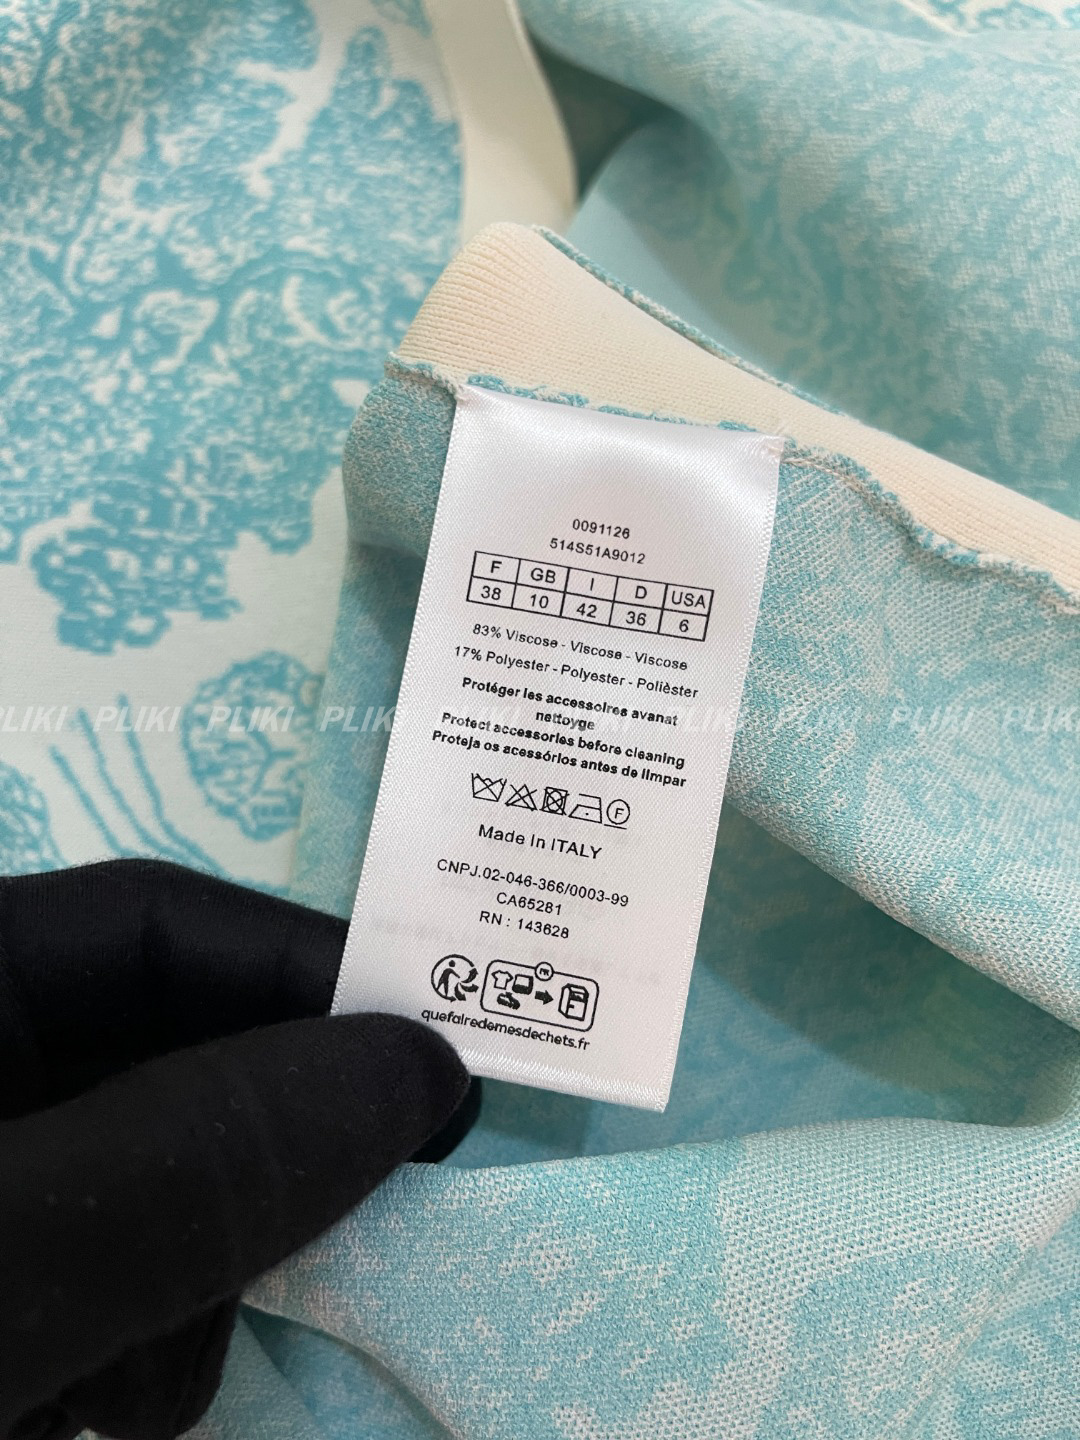 0091126
514S51A9012
F GB I D USA
38 10 42 36 6
83% Viscose - Viscose - Viscose
17% Polyester - Polyester - Polièster
Protéger les accessoires avanat
nettoyge
Protect accessories before cleaning
Proteja os acessórios antes de limpar
F
Made In ITALY
CNPJ.02-046-366/0003-99
CA65281
RN : 143628
FR
quefairedemesdechets.fr
PLIKI PLIKI PLIKI PLIKI PLIKI PLIKI PLIKI PLIKI